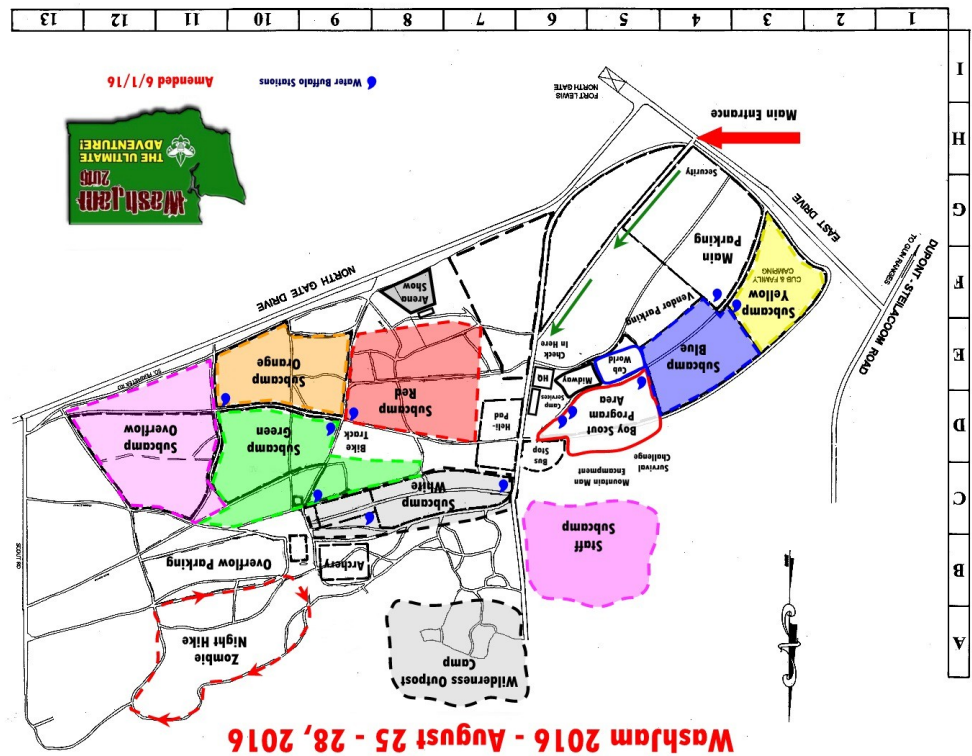 WashJam 2016 - August 25 - 28, 2016
Wilderness Outpost
Camp
Zombie
Night Hike
A
B
C
D
E
F
G
H
I
Staff
Subcamp
Archery
Overflow Parking
SCOUT RD
Mountain Man
Encampment
Survival
Challenge
Subcamp
White
Bus
Stop
Boy Scout
Program
Area
Heli-
Pad
Bike
Track
Subcamp
Green
Subcamp
Overflow
Camp
Services
HQ
Midway
Cub
World
Subcamp
Blue
Subcamp
Red
Subcamp
Orange
Check
In Here
Vendor Parking
Subcamp
Yellow
CUB & FAMILY
CAMPING
Arena
Show
NORTH GATE DRIVE
Main
Parking
DUPONT - STEILACOOM ROAD
TO GUN RANGES
EAST DRIVE
Security
Main Entrance
FORT LEWIS
NORTH GATE
WashJam
2016
THE ULTIMATE
ADVENTURE!
Water Buffalo Stations
Amended 6/1/16
1 2 3 4 5 6 7 8 9 10 11 12 13